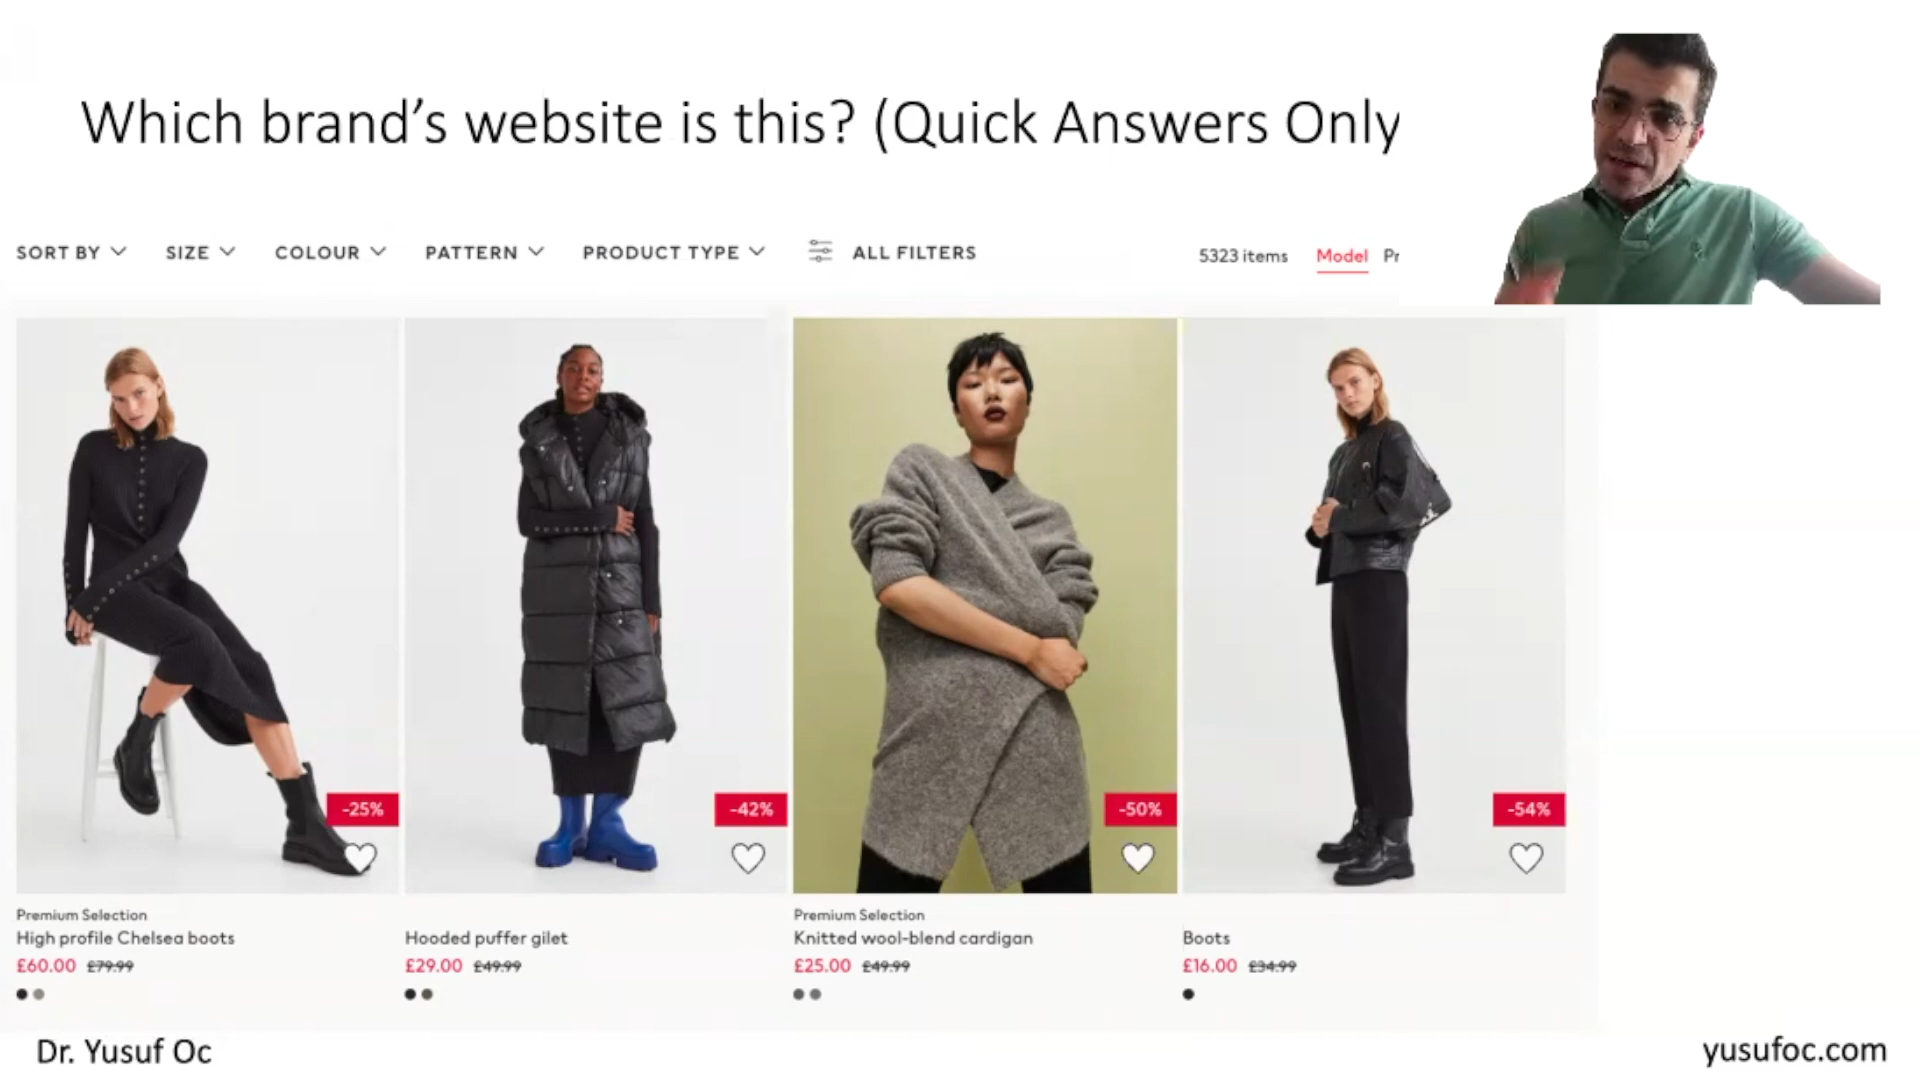 Which brand's website is this? (Quick Answers Only
SORT BY SIZE COLOUR PATTERN PRODUCT TYPE ALL FILTERS 5323 items Model Pr
-25% -42% -50% -54%
Premium Selection Premium Selection
High profile Chelsea boots Hooded puffer gilet Knitted wool-blend cardigan Boots
£60.00 £79.99 £29.00 £49.99 £25.00 £49.99 £16.00 £34.99
Dr. Yusuf Oc yusufoc.com